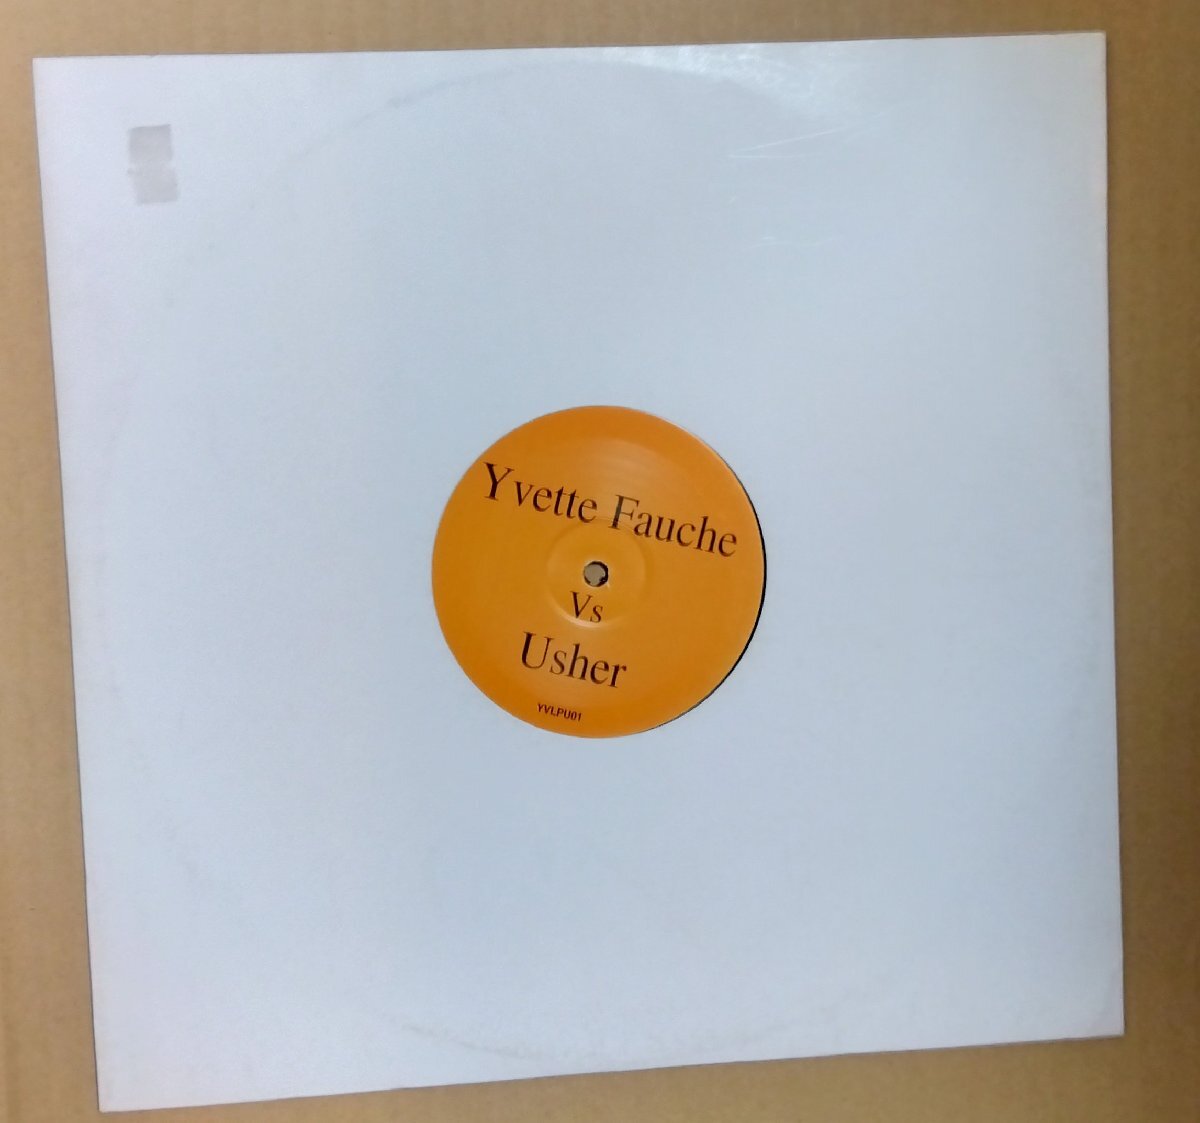 Yvette Fauche
Vs
Usher
YVLPU01